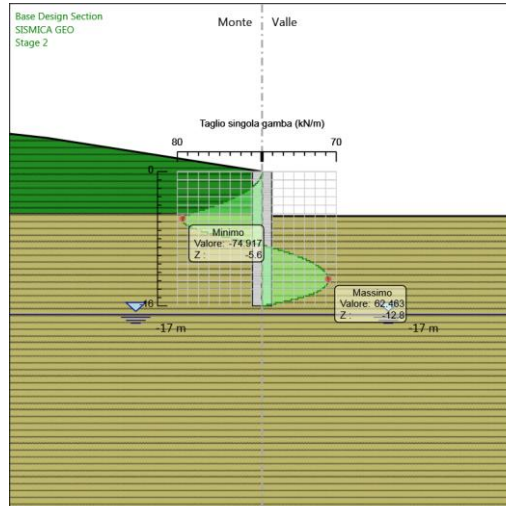 Base Design Section
SISMICA GEO
Stage 2
Monte
Valle
Taglio singola gamba (kN/m)
80
70
0
Minimo
Valore: -74.917
Z : -5.6
Massimo
Valore: 62.463
Z : -12.8
-16
-17 m
-17 m